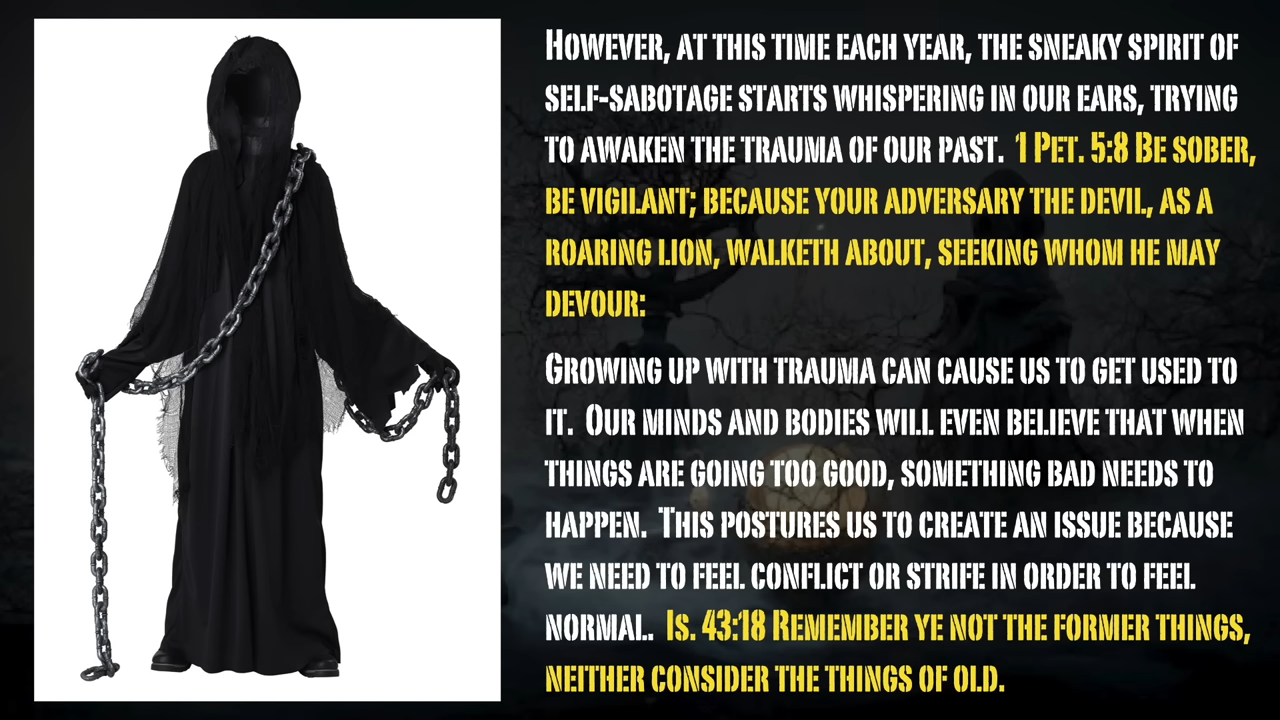 However, at this time each year, the sneaky spirit of
self-sabotage starts whispering in our ears, trying
to awaken the trauma of our past. 1 Pet. 5:8 Be sober,
be vigilant; because your adversary the devil, as a
roaring lion, walketh about, seeking whom he may
devour:
Growing up with trauma can cause us to get used to
it. Our minds and bodies will even believe that when
things are going too good, something bad needs to
happen. This postures us to create an issue because
we need to feel conflict or strife in order to feel
normal. Is. 43:18 Remember ye not the former things,
neither consider the things of old.